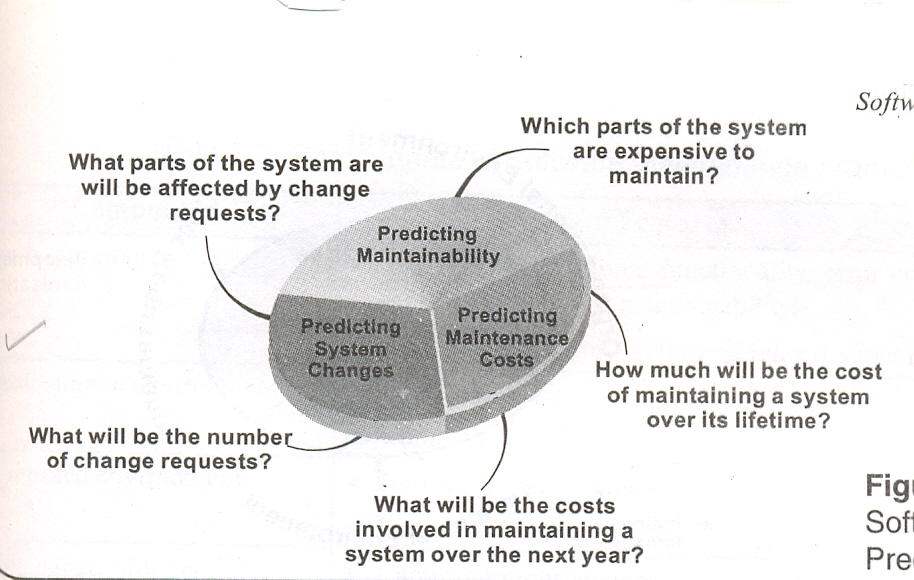 Softw
Which parts of the system
are expensive to
maintain?
What parts of the system are
will be affected by change
requests?
Predicting
Maintainability
Predicting
System
Changes
Predicting
Maintenance
Costs
How much will be the cost
of maintaining a system
over its lifetime?
What will be the number
of change requests?
What will be the costs
involved in maintaining a
system over the next year?
Figu
Soft
Pre